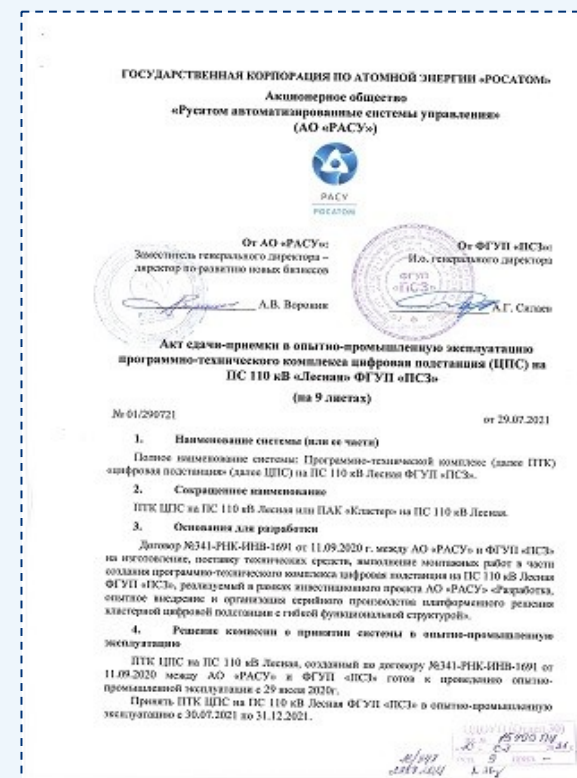 ГОСУДАРСТВЕННАЯ КОРПОРАЦИЯ ПО АТОМНОЙ ЭНЕРГИИ «РОСАТОМ»
Акционерное общество
«Русатом автоматизированные системы управления»
(АО «РАСУ»)
РАСУ
РОСАТОМ
От АО «РАСУ»:
Заместитель генерального директора –
директор по развитию новых бизнесов
А.В. Воронин
От ФГУП «ПСЗ»:
И.о. генерального директора
ФГУП
«ПСЗ»
А.Г. Силаев
Акт сдачи-приемки в опытно-промышленную эксплуатацию
программно-технического комплекса цифровая подстанция (ЦПС) на
ПС 110 кВ «Лесная» ФГУП «ПСЗ»
(на 9 листах)
№ 01/290721
от 29.07.2021
1. Наименование системы (или ее части)
Полное наименование системы: Программно-технический комплекс (далее ПТК)
«цифровая подстанция» (далее ЦПС) на ПС 110 кВ Лесная ФГУП «ПСЗ».
2. Сокращенное наименование
ПТК ЦПС на ПС 110 кВ Лесная или ПАК «Кластер» на ПС 110 кВ Лесная.
3. Основания для разработки
Договор №341-РНК-ИНВ-1691 от 11.09.2020 г. между АО «РАСУ» и ФГУП «ПСЗ»
на изготовление, поставку технических средств, выполнение монтажных работ в части
создания программно-технического комплекса цифровая подстанция на ПС 110 кВ Лесная
ФГУП «ПСЗ», реализуемый в рамках инвестиционного проекта АО «РАСУ» «Разработка,
опытное внедрение и организация серийного производства платформенного решения
кластерной цифровой подстанции с гибкой функциональной структурой».
4. Решение комиссии о принятии системы в опытно-промышленную
эксплуатацию
ПТК ЦПС на ПС 110 кВ Лесная, созданный по договору №341-РНК-ИНВ-1691 от
11.09.2020 между АО «РАСУ» и ФГУП «ПСЗ» готов к проведению опытно-
промышленной эксплуатации с 29 июля 2020г.
Принять ПТК ЦПС на ПС 110 кВ Лесная ФГУП «ПСЗ» в опытно-промышленную
эксплуатацию с 30.07.2021 по 31.12.2021.